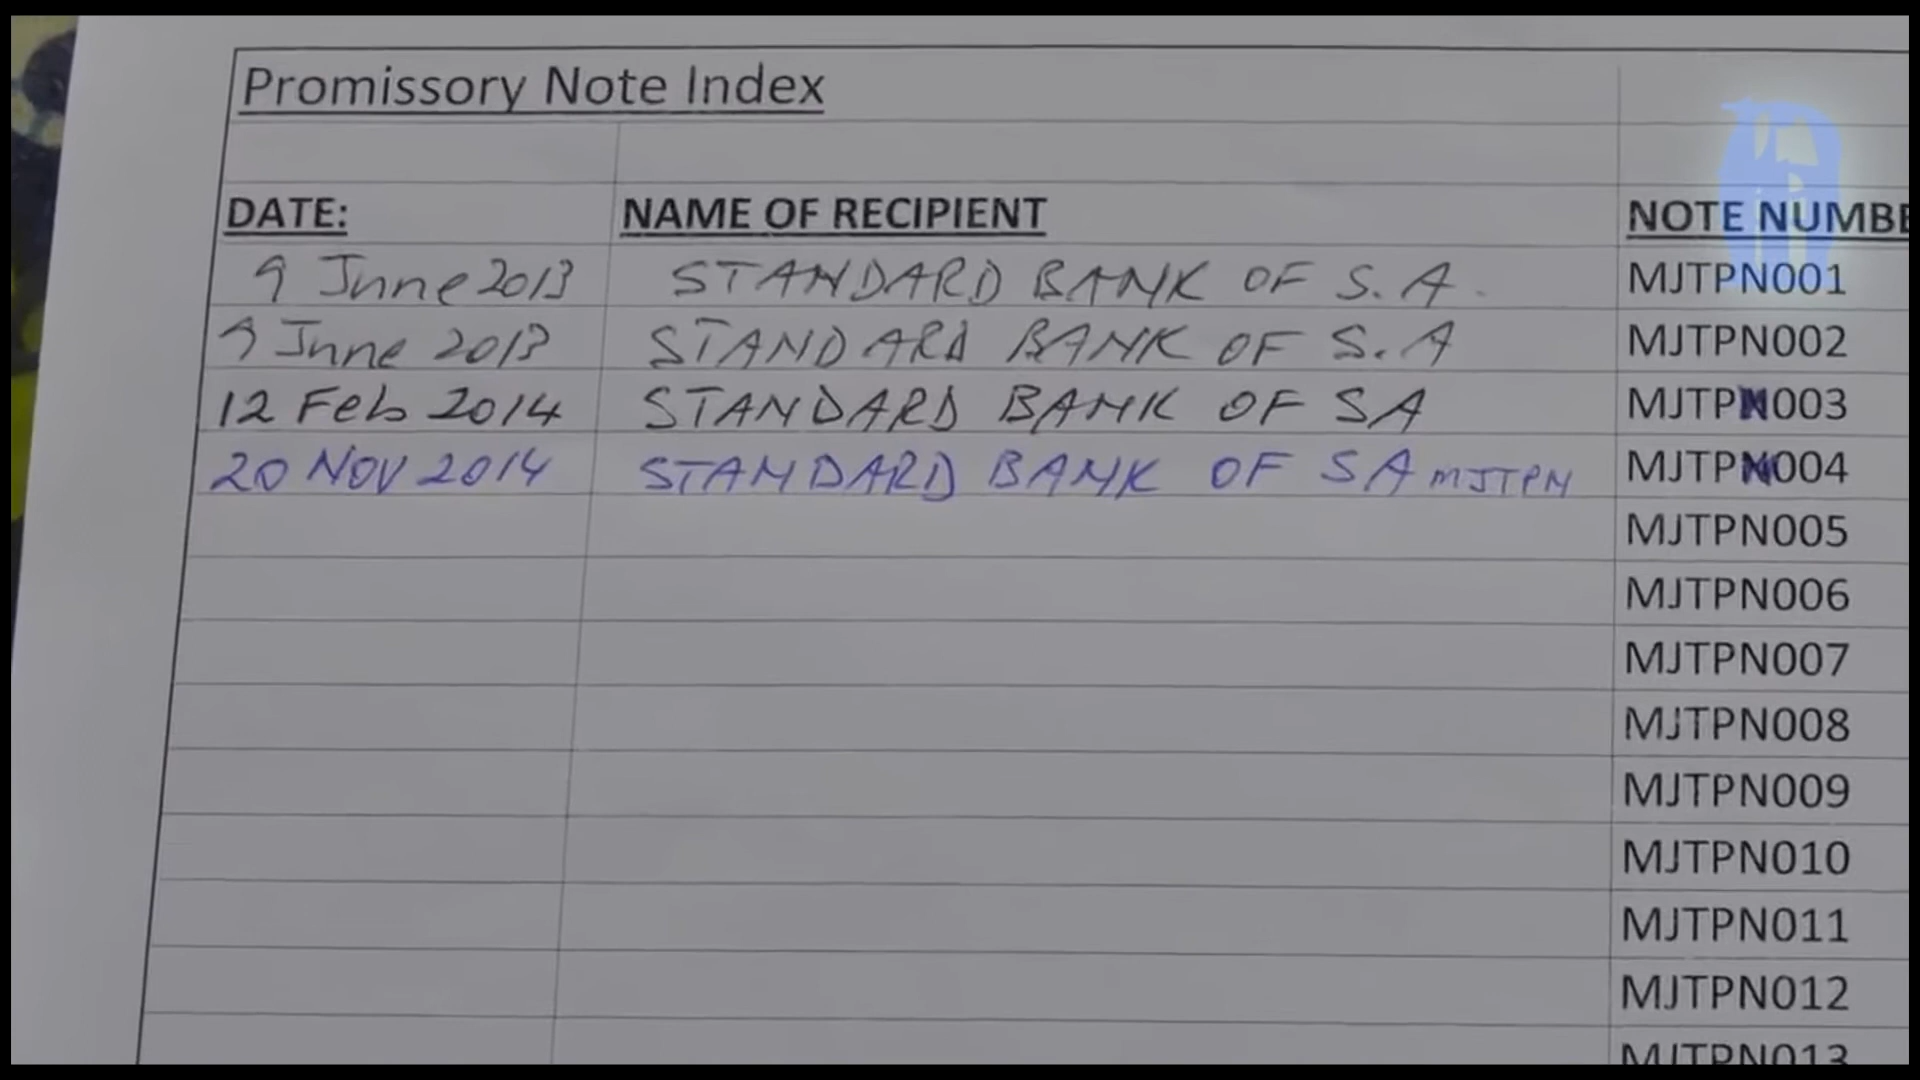 Promissory Note Index
DATE: NAME OF RECIPIENT NOTE NUMBE
9 June 2013 STANDARD BANK OF S.A. MJTPN001
9 June 2013 STANDARD BANK OF S.A MJTPN002
12 Feb 2014 STANDARD BANK OF SA MJTPN003
20 NOV 2014 STANDARD BANK OF SA MJTPN MJTPN004
MJTPN005
MJTPN006
MJTPN007
MJTPN008
MJTPN009
MJTPN010
MJTPN011
MJTPN012
MJTPN013